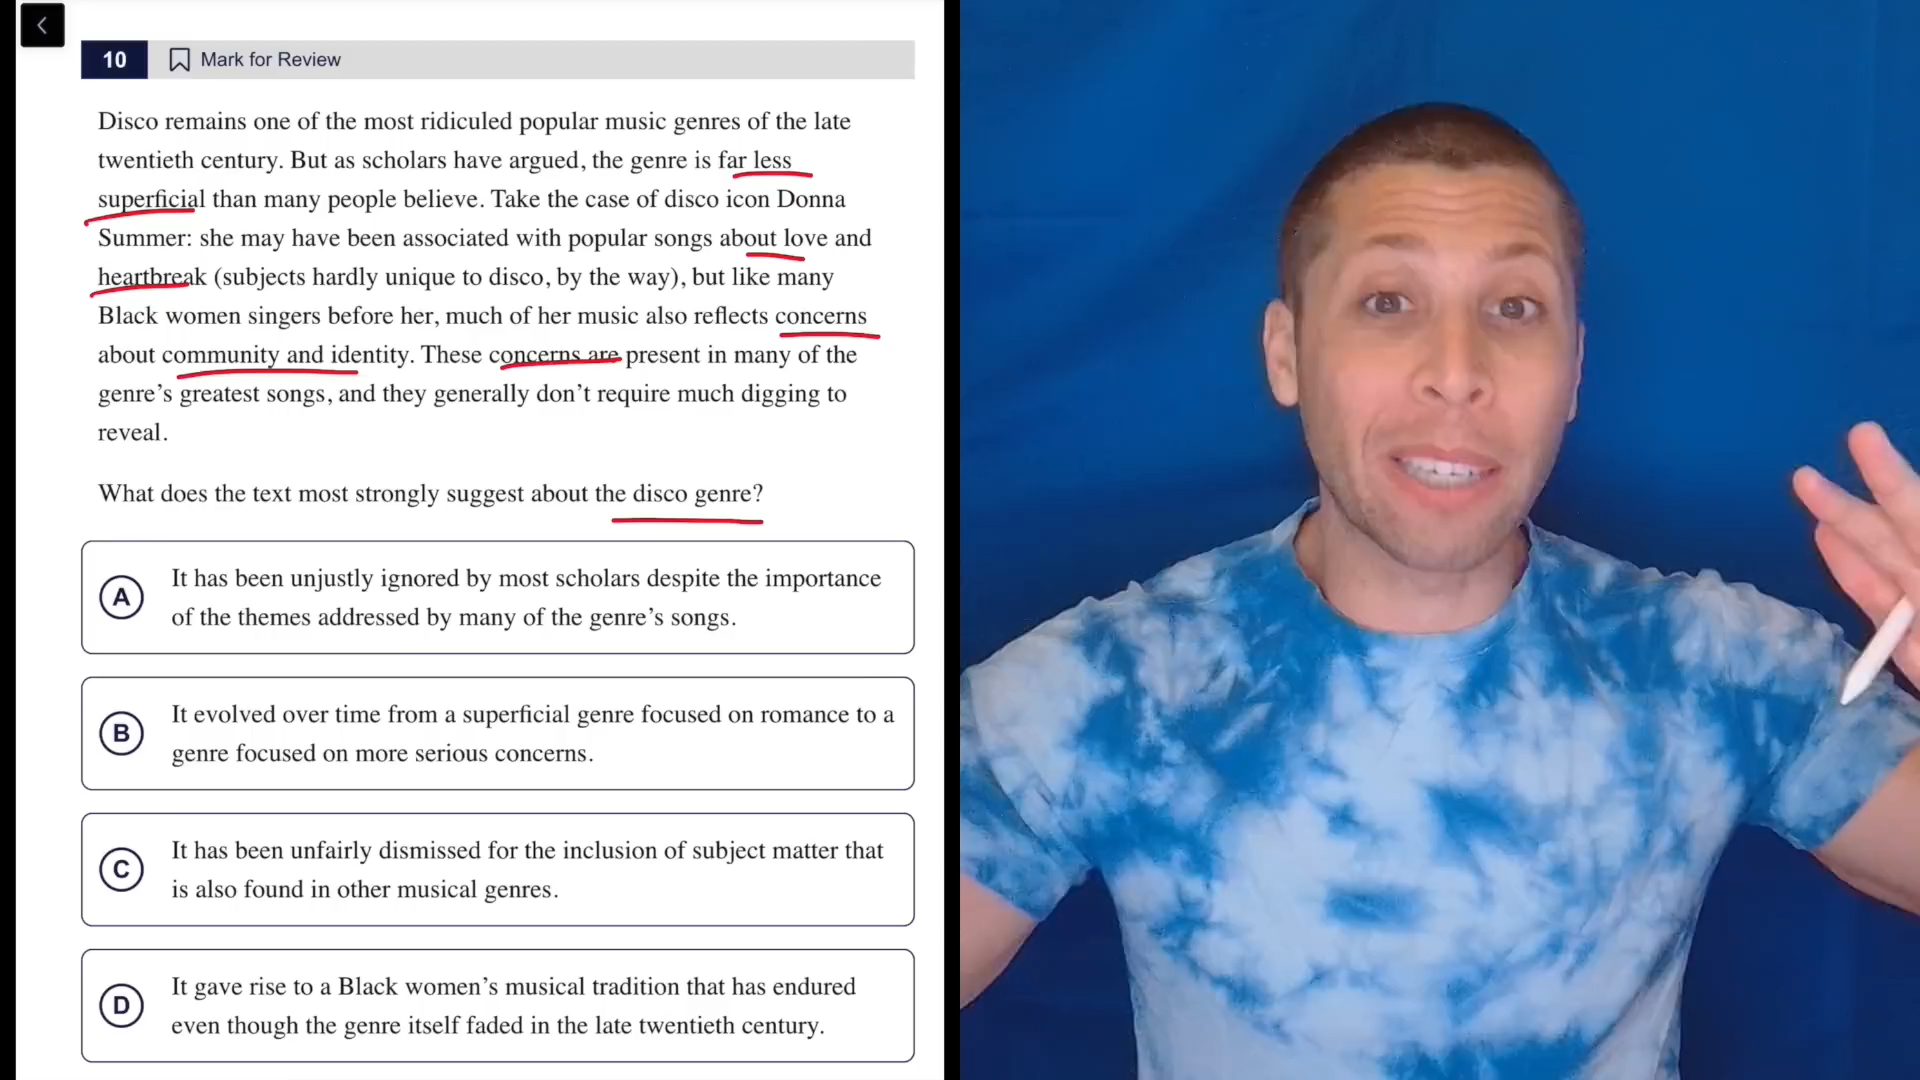 10 Mark for Review
Disco remains one of the most ridiculed popular music genres of the late
twentieth century. But as scholars have argued, the genre is far less
superficial than many people believe. Take the case of disco icon Donna
Summer: she may have been associated with popular songs about love and
heartbreak (subjects hardly unique to disco, by the way), but like many
Black women singers before her, much of her music also reflects concerns
about community and identity. These concerns are present in many of the
genre’s greatest songs, and they generally don’t require much digging to
reveal.
What does the text most strongly suggest about the disco genre?
A It has been unjustly ignored by most scholars despite the importance
of the themes addressed by many of the genre’s songs.
B It evolved over time from a superficial genre focused on romance to a
genre focused on more serious concerns.
C It has been unfairly dismissed for the inclusion of subject matter that
is also found in other musical genres.
D It gave rise to a Black women’s musical tradition that has endured
even though the genre itself faded in the late twentieth century.